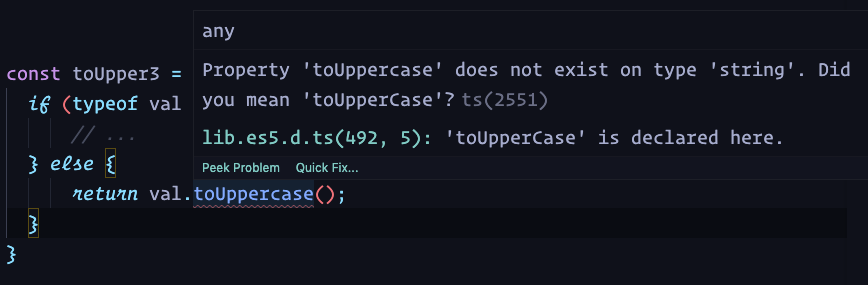 any
const toUpper3 =
Property 'toUppercase' does not exist on type 'string'. Did
you mean 'toUpperCase'? ts(2551)
if (typeof val
// ...
lib.es5.d.ts(492, 5): 'toUpperCase' is declared here.
} else {
Peek Problem Quick Fix...
return val.toUppercase();
}
}